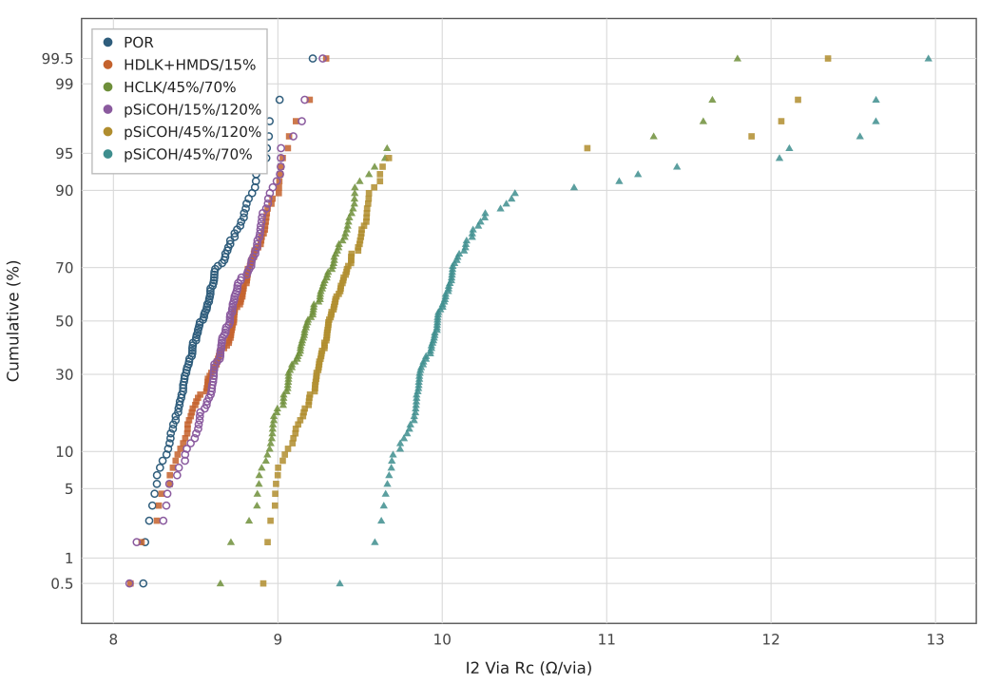 POR
HDLK+HMDS/15%
HCLK/45%/70%
pSiCOH/15%/120%
pSiCOH/45%/120%
pSiCOH/45%/70%
99.5
99
95
90
70
50
30
10
5
1
0.5
Cumulative (%)
8
9
10
11
12
13
I2 Via Rc (Ω/via)